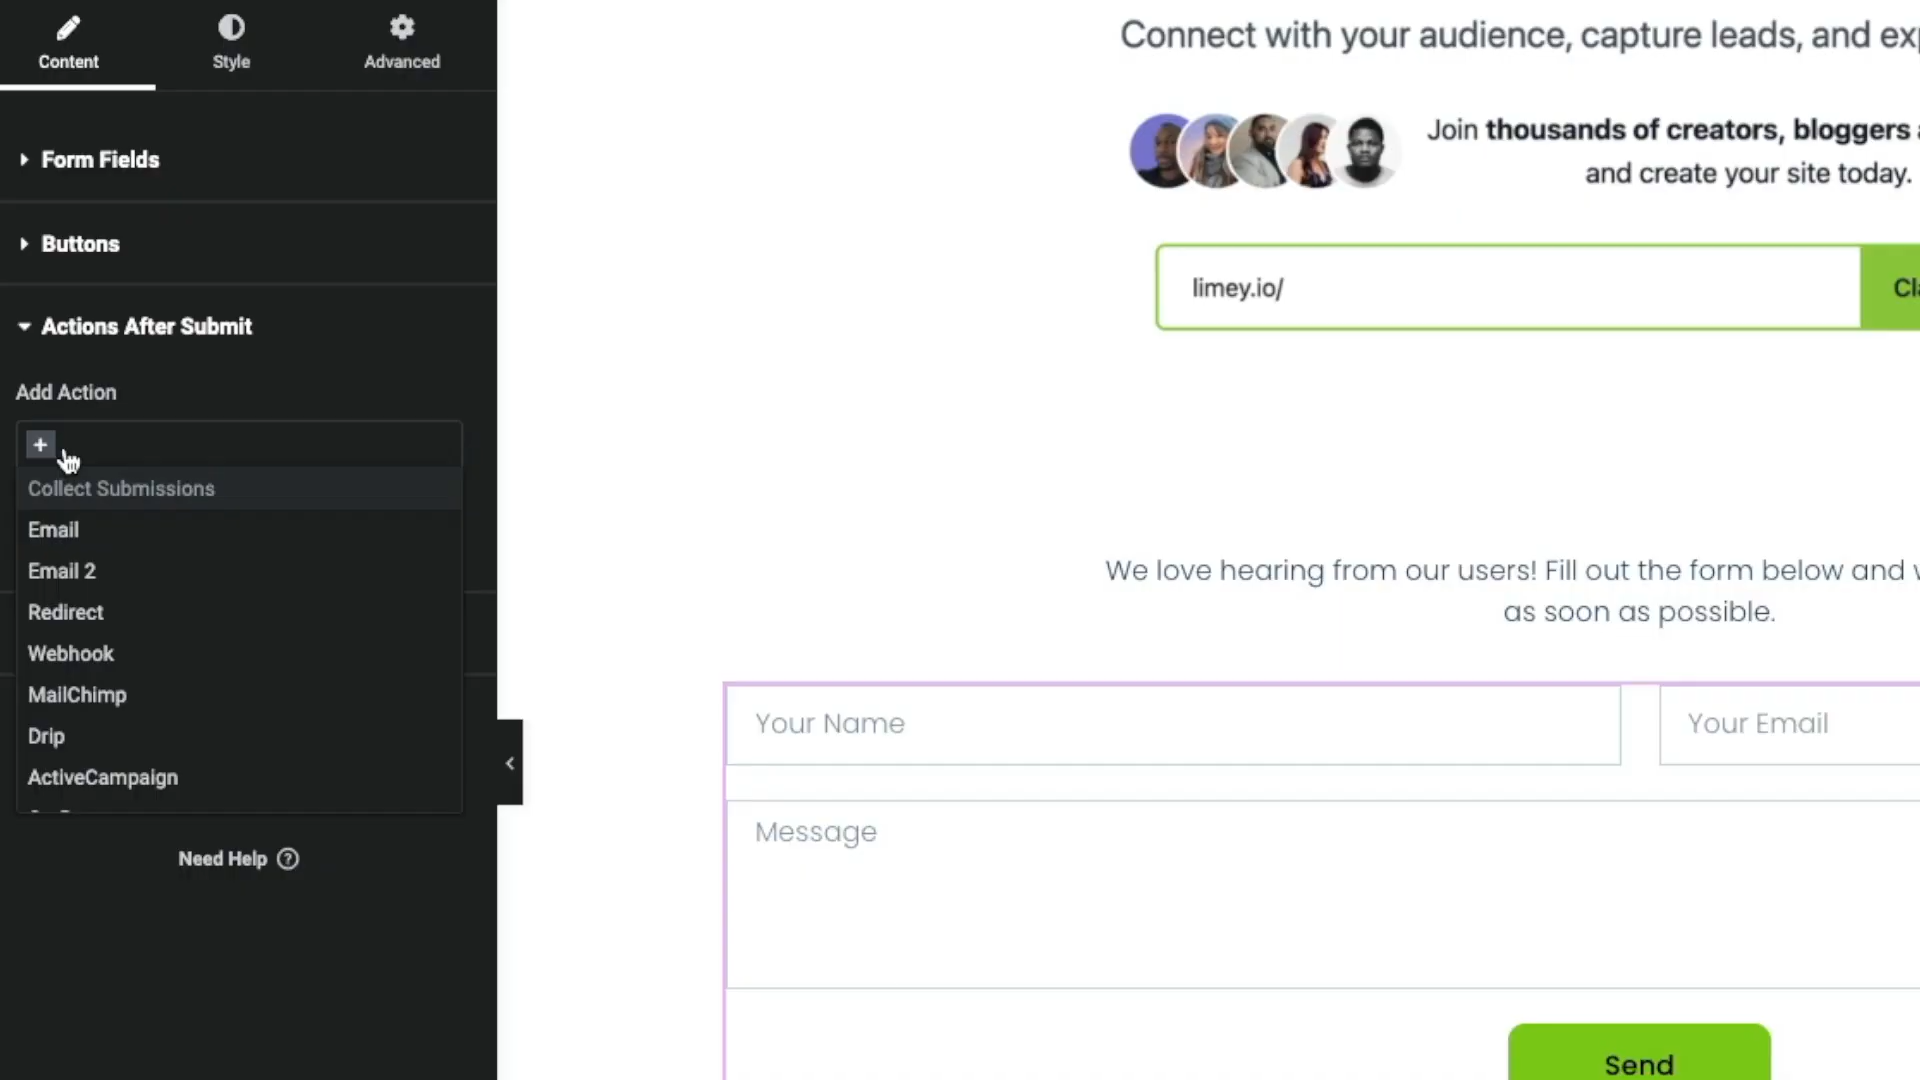 Content
Style
Advanced
Form Fields
Buttons
Actions After Submit
Add Action
+
Collect Submissions
Email
Email 2
Redirect
Webhook
MailChimp
Drip
ActiveCampaign
Need Help ?
Connect with your audience, capture leads, and
Join thousands of creators, bloggers
and create your site today.
limey.io/
We love hearing from our users! Fill out the form below and
as soon as possible.
Your Name
Your Email
Message
Send